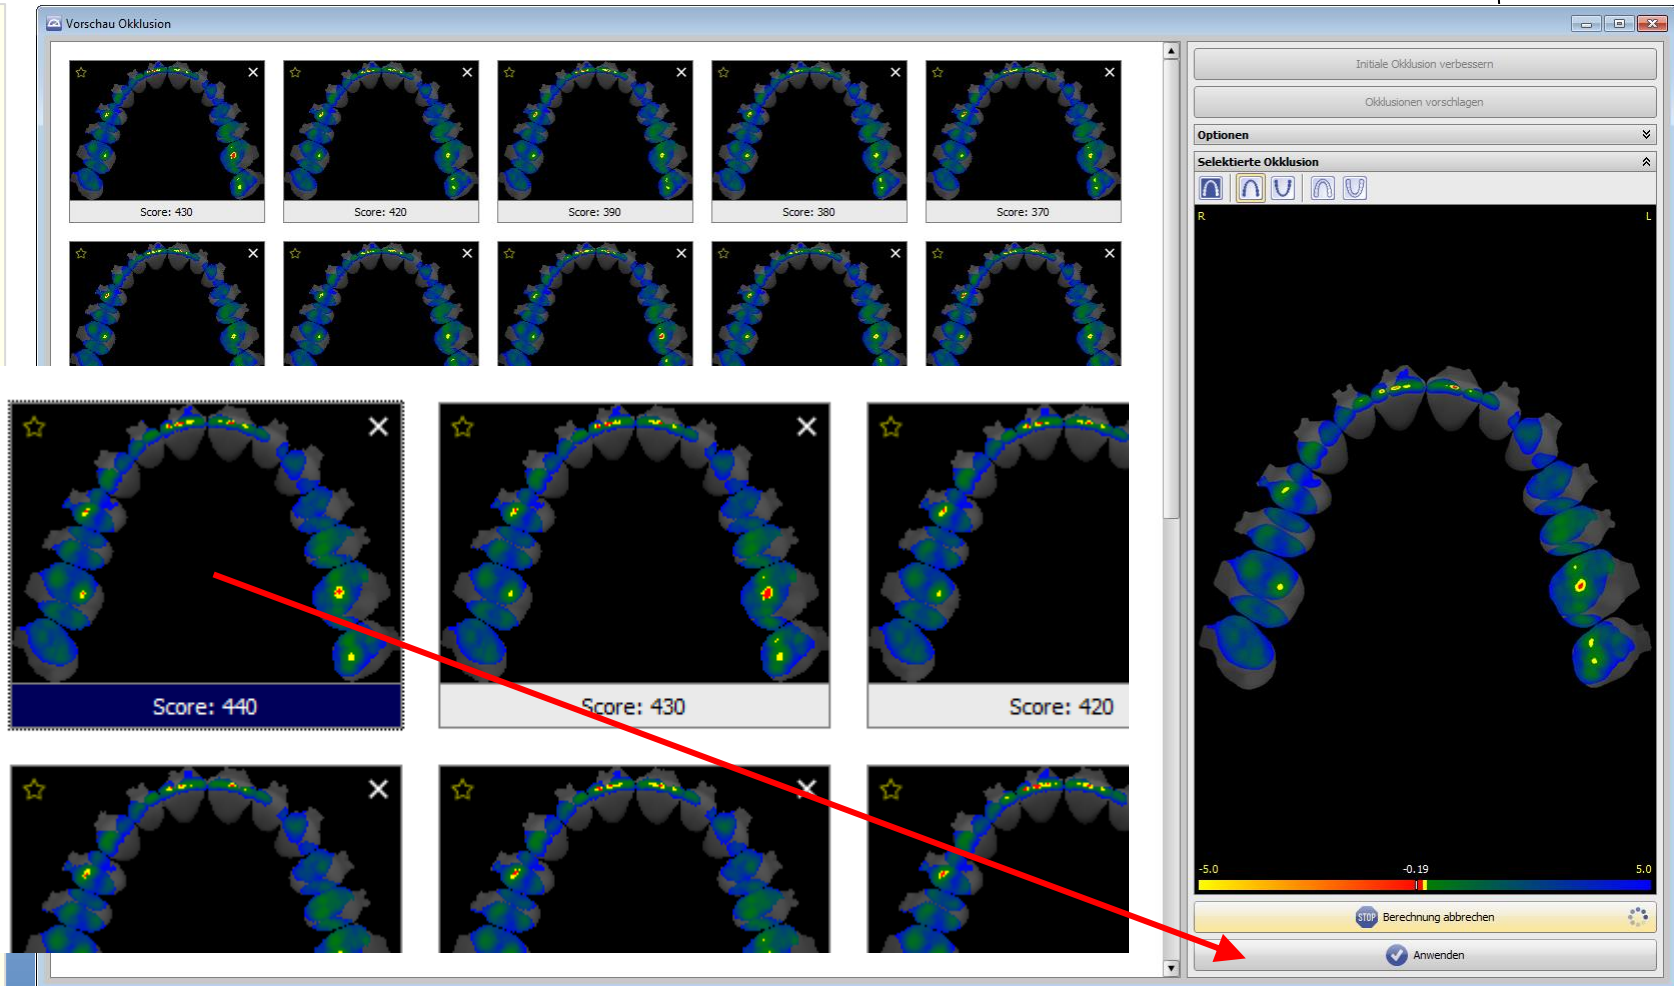 Vorschau Okklusion
Score: 430
Score: 420
Score: 390
Score: 380
Score: 370
Score: 440
Score: 430
Score: 420
Initiale Okklusion verbessern
Okklusionen vorschlagen
Optionen
Selektierte Okklusion
R L
-5.0 -0.19 5.0
STOP Berechnung abbrechen
Anwenden